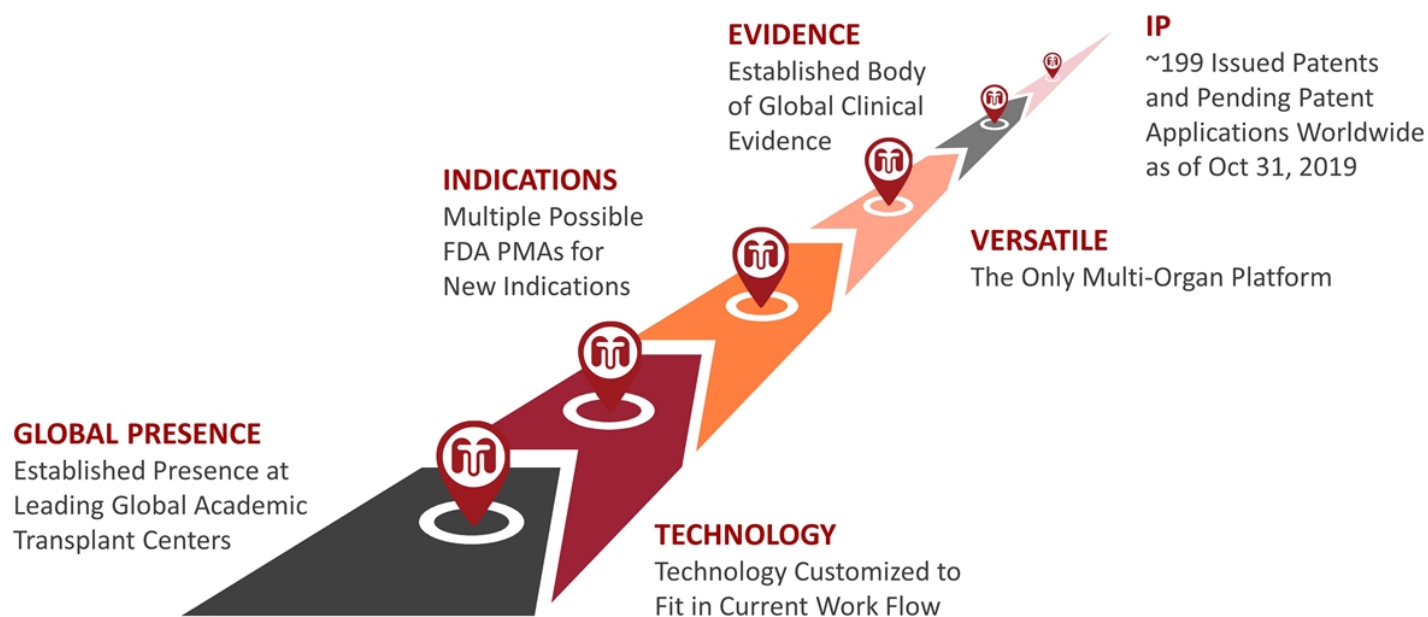 GLOBAL PRESENCE
Established Presence at
Leading Global Academic
Transplant Centers
TECHNOLOGY
Technology Customized to
Fit in Current Work Flow
INDICATIONS
Multiple Possible
FDA PMAs for
New Indications
VERSATILE
The Only Multi-Organ Platform
EVIDENCE
Established Body
of Global Clinical
Evidence
IP
~199 Issued Patents
and Pending Patent
Applications Worldwide
as of Oct 31, 2019